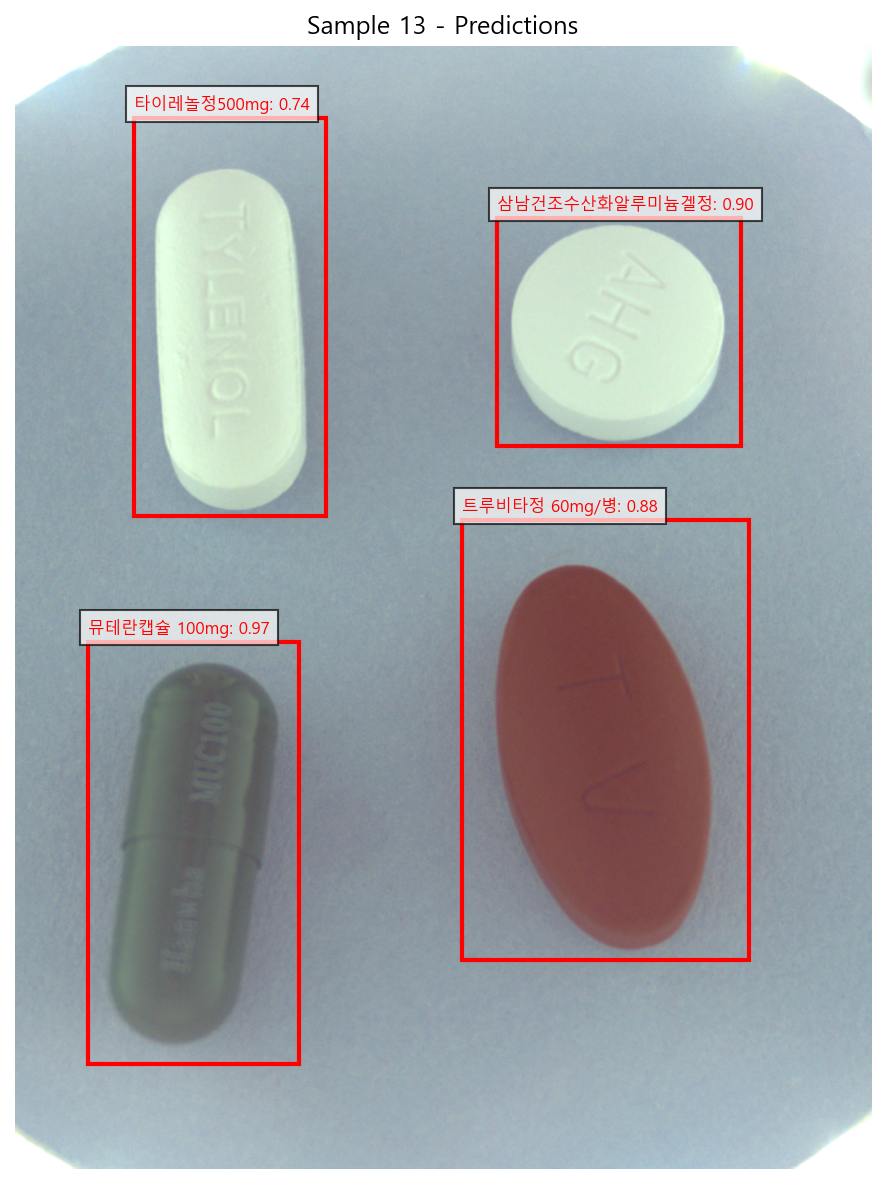 Sample 13 - Predictions
타이레놀정500mg: 0.74
TYLENOL
삼남건조수산화알루미늄겔정: 0.90
AHG
트루비타정 60mg/병: 0.88
T V
뮤테란캡슐 100mg: 0.97
MUC100